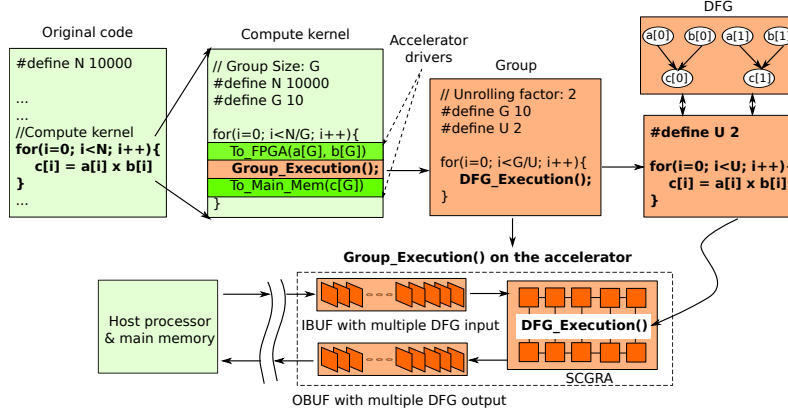 Original code
#define N 10000
...
...
//Compute kernel
for(i=0; i<N; i++){
c[i] = a[i] x b[i]
}
...
Compute kernel
// Group Size: G
#define N 10000
#define G 10
for(i=0; i<N/G; i++){
To_FPGA(a[G], b[G])
Group_Execution();
To_Main_Mem(c[G])
}
Accelerator
drivers
Group
// Unrolling factor: 2
#define G 10
#define U 2
for(i=0; i<G/U; i++){
DFG_Execution();
}
DFG
a[0] b[0] a[1] b[1]
c[0] c[1]
#define U 2
for(i=0; i<U; i++){
c[i] = a[i] x b[i]
}
Group_Execution() on the accelerator
Host processor
& main memory
IBUF with multiple DFG input
DFG_Execution()
SCGRA
OBUF with multiple DFG output